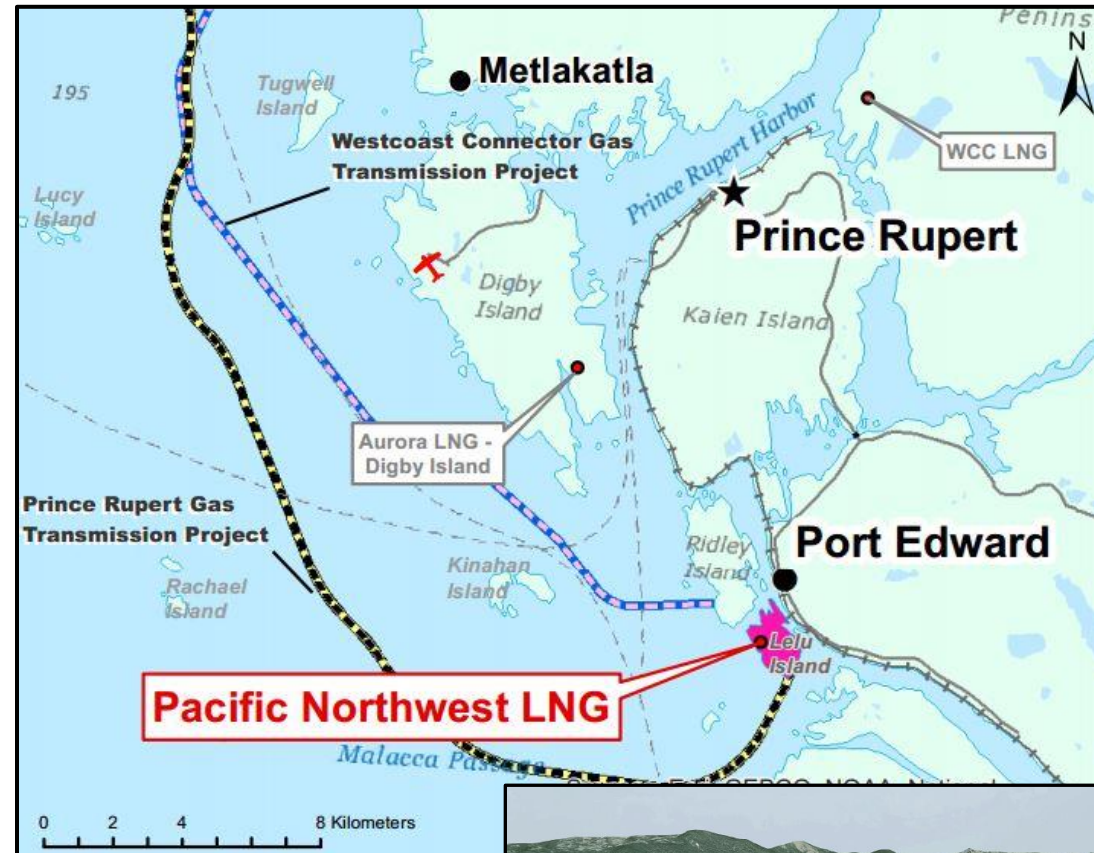 Penins
N
195
Tugwell
Island
Metlakatla
Westcoast Connector Gas
Transmission Project
Prince Rupert Harbor
WCC LNG
Lucy
Island
Prince Rupert
Digby
Island
Kaien Island
Aurora LNG -
Digby Island
Prince Rupert Gas
Transmission Project
Port Edward
Ridley
Island
Kinahan
Island
Rachael
Island
Lelu
Island
Pacific Northwest LNG
Malacca Passage
0 2 4 8 Kilometers